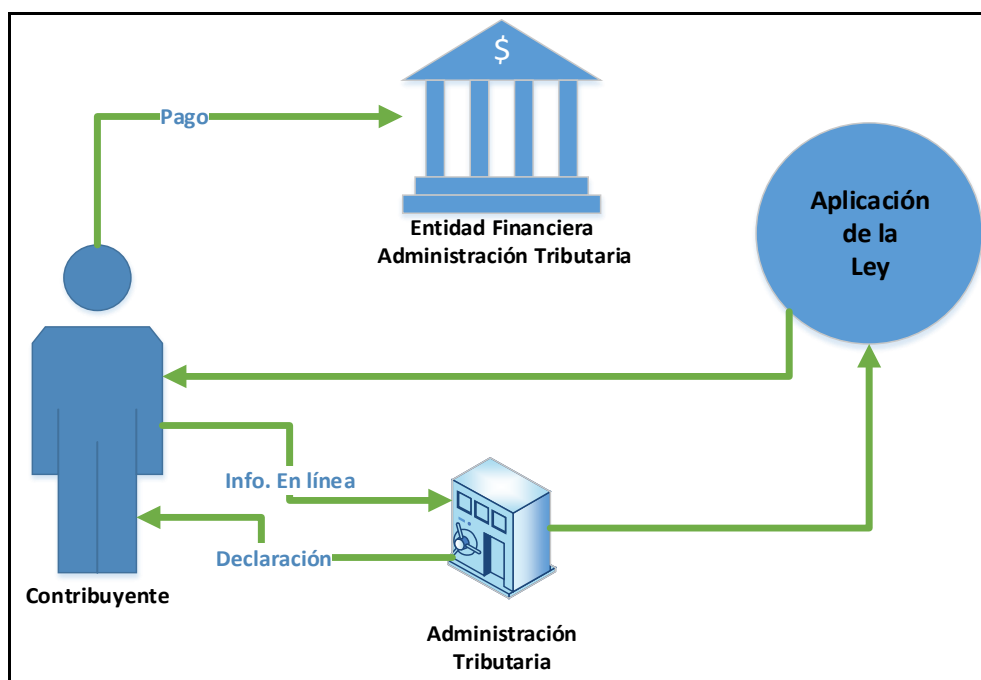 $
Pago
Entidad Financiera
Administración Tributaria
Aplicación
de la
Ley
Info. En línea
Declaración
Contribuyente
Administración
Tributaria